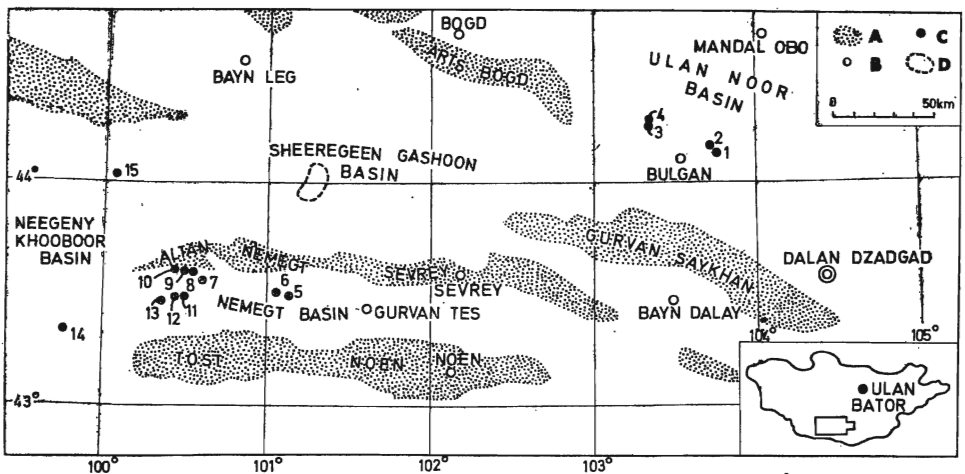 BOGD
MANDAL OBO
A
C
B
D
0
50km
BAYN LEG
ARTS BOGD
ULAN NOOR
BASIN
4
3
2
1
BULGAN
SHEEREGEEN GASHOON
BASIN
15
44°
NEEGENY
KHOOBOOR
BASIN
ALTAN
NEMEGT
SEVREY
SEVREY
GURVAN SAYKHAN
DALAN DZADGAD
10
9
8
7
6
5
13
12
11
NEMEGT BASIN
GURVAN TES
BAYN DALAY
14
TOST
NOEN
NOEN
104°
105°
43°
ULAN
BATOR
100°
101°
102°
103